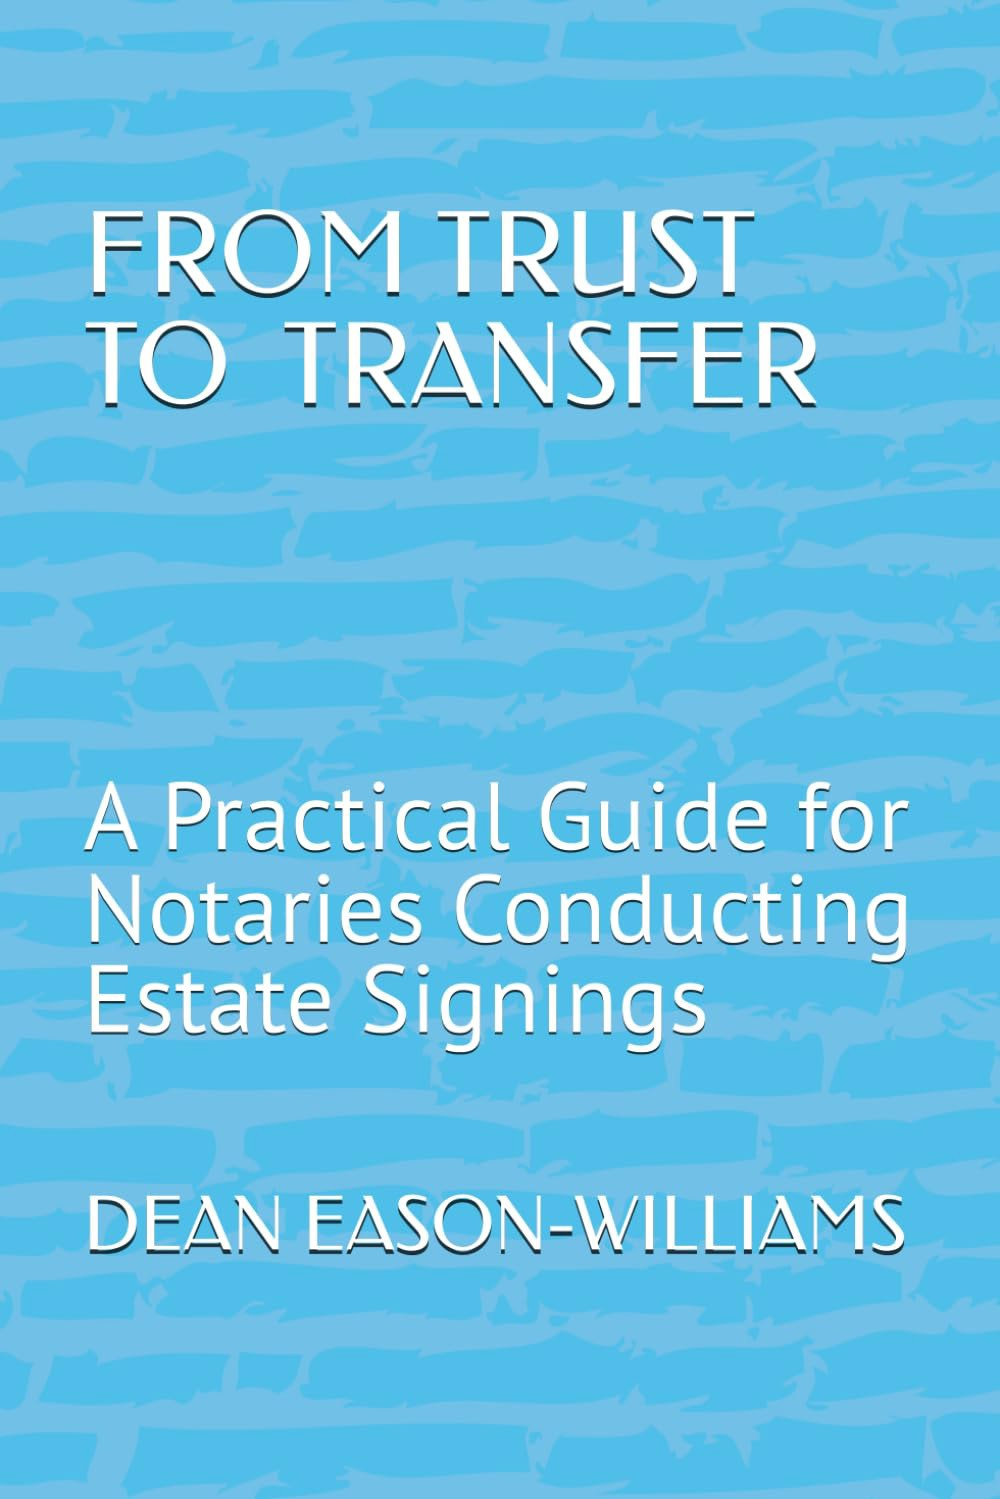 FROM TRUST
TO TRANSFER
A Practical Guide for
Notaries Conducting
Estate Signings
DEAN EASON-WILLIAMS